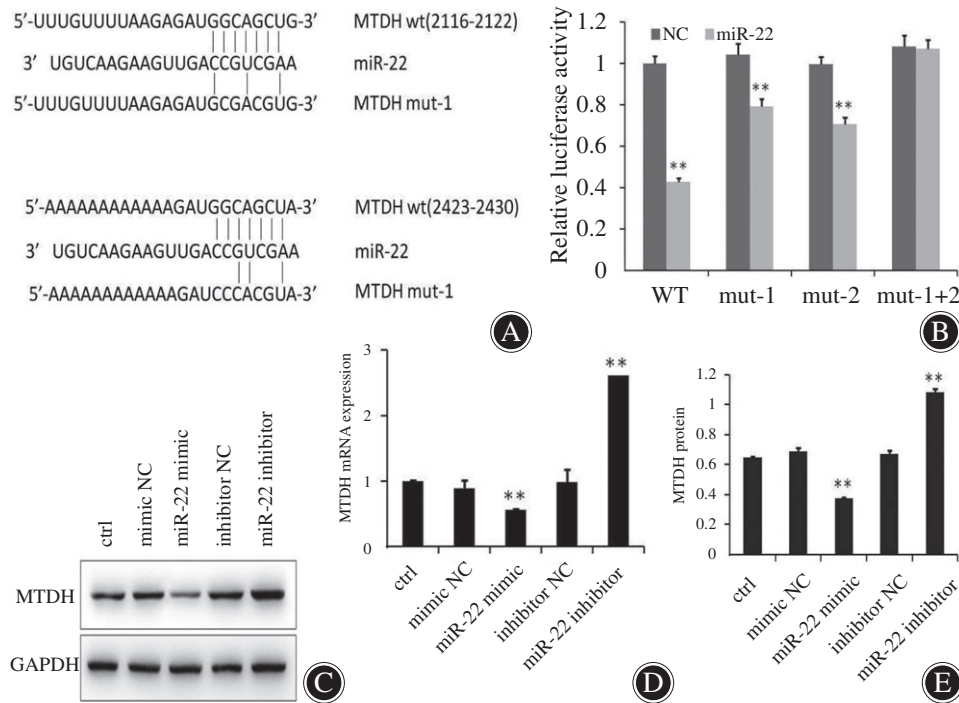 5'-UUUGUUUUAAGAGAUGGCAGCUG-3' MTDH wt(2116-2122)
3' UGUCAAGAAGUUGACCGUCGAA miR-22
5'-UUUGUUUUAAGAGAUGCGACGUG-3' MTDH mut-1
5'-AAAAAAAAAAAAGAUGGCAGCUA-3' MTDH wt(2423-2430)
3' UGUCAAGAAGUUGACCGUCGAA miR-22
5'-AAAAAAAAAAAAGAUCCCACGUA-3' MTDH mut-1
A
Relative luciferase activity
NC miR-22
1.2
1
0.8
0.6
0.4
0.2
0
**
**
**
WT mut-1 mut-2 mut-1+2
B
ctrl
mimic NC
miR-22 mimic
inhibitor NC
miR-22 inhibitor
MTDH
GAPDH
C
MTDH mRNA expression
3
2
1
0
**
**
ctrl
mimic NC
miR-22 mimic
inhibitor NC
miR-22 inhibitor
D
MTDH protein
1.2
1
0.8
0.6
0.4
0.2
0
**
**
ctrl
mimic NC
miR-22 mimic
inhibitor NC
miR-22 inhibitor
E